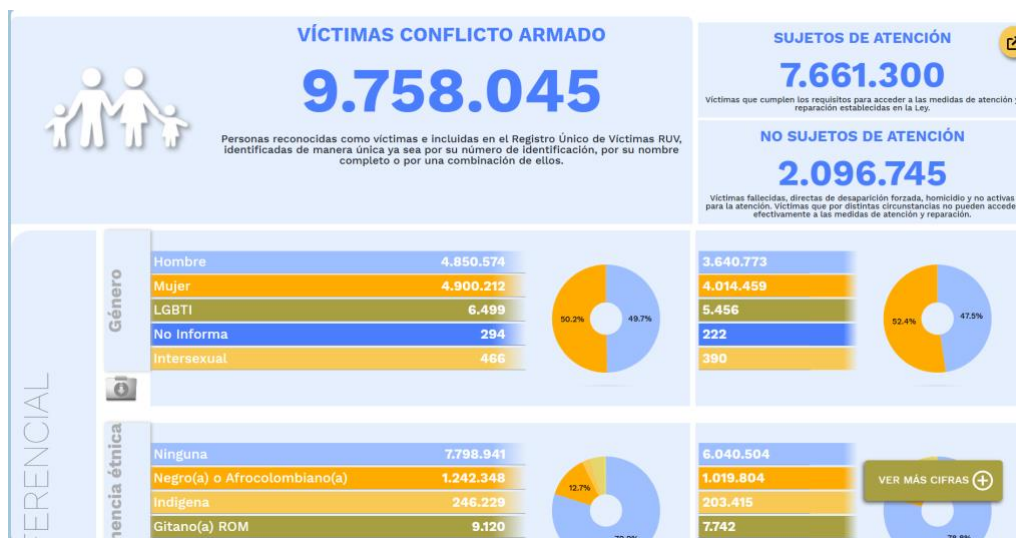 VÍCTIMAS CONFLICTO ARMADO
9.758.045
Personas reconocidas como víctimas e incluidas en el Registro Único de Víctimas RUV,
identificadas de manera única ya sea por su número de identificación, por su nombre
completo o por una combinación de ellos.
SUJETOS DE ATENCIÓN
7.661.300
Víctimas que cumplen los requisitos para acceder a las medidas de atención y
reparación establecidas en la Ley.
NO SUJETOS DE ATENCIÓN
2.096.745
Víctimas fallecidas, directas de desaparición forzada, homicidio y no activas
para la atención. Víctimas que por distintas circunstancias no pueden accede
efectivamente a las medidas de atención y reparación.
Género
Hombre 4.850.574
Mujer 4.900.212
LGBTI 6.499
No Informa 294
Intersexual 466
50.2% 49.7%
3.640.773
4.014.459
5.456
222
390
52.4% 47.5%
FERENCIAL
nencia étnica
Ninguna 7.798.941
Negro(a) o Afrocolombiano(a) 1.242.348
Indigena 246.229
Gitano(a) ROM 9.120
12.7%
6.040.504
1.019.804
203.415
7.742
VER MÁS CIFRAS